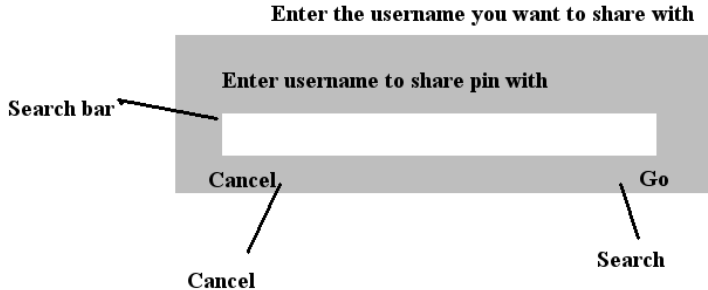 Enter the username you want to share with
Enter username to share pin with
Search bar
Cancel
Go
Search
Cancel